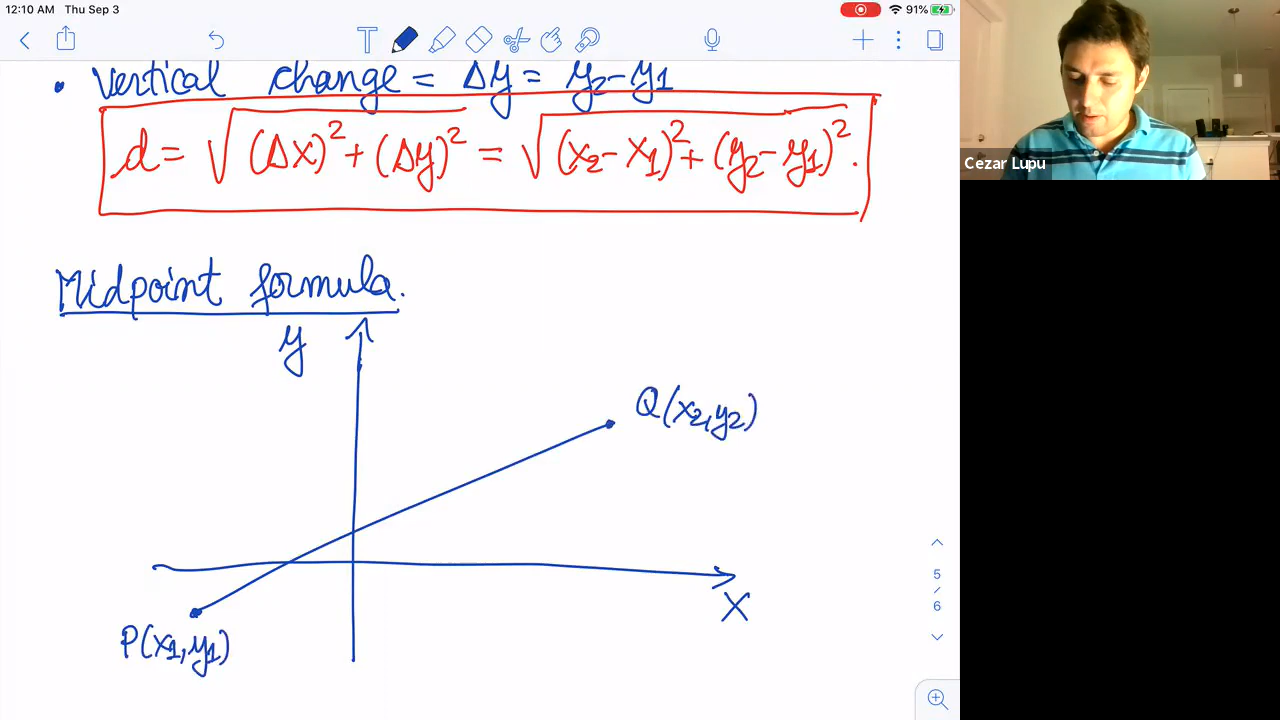 12:10 AM Thu Sep 3
91%
• Vertical change = Δy = y₂-y₁
d = √(Δx)²+(Δy)² = √(x₂-x₁)²+(y₂-y₁)².
Cezar Lupu
Midpoint formula.
y
Q(x₂,y₂)
x
P(x₁,y₁)
5
/
6
T